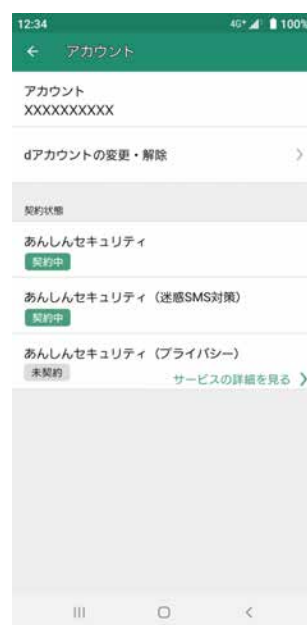 12:34 4G+ 100%
アカウント
アカウント
XXXXXXXXXX
dアカウントの変更・解除
契約状態
あんしんセキュリティ
契約中
あんしんセキュリティ（迷惑SMS対策）
契約中
あんしんセキュリティ（プライバシー）
未契約
サービスの詳細を見る